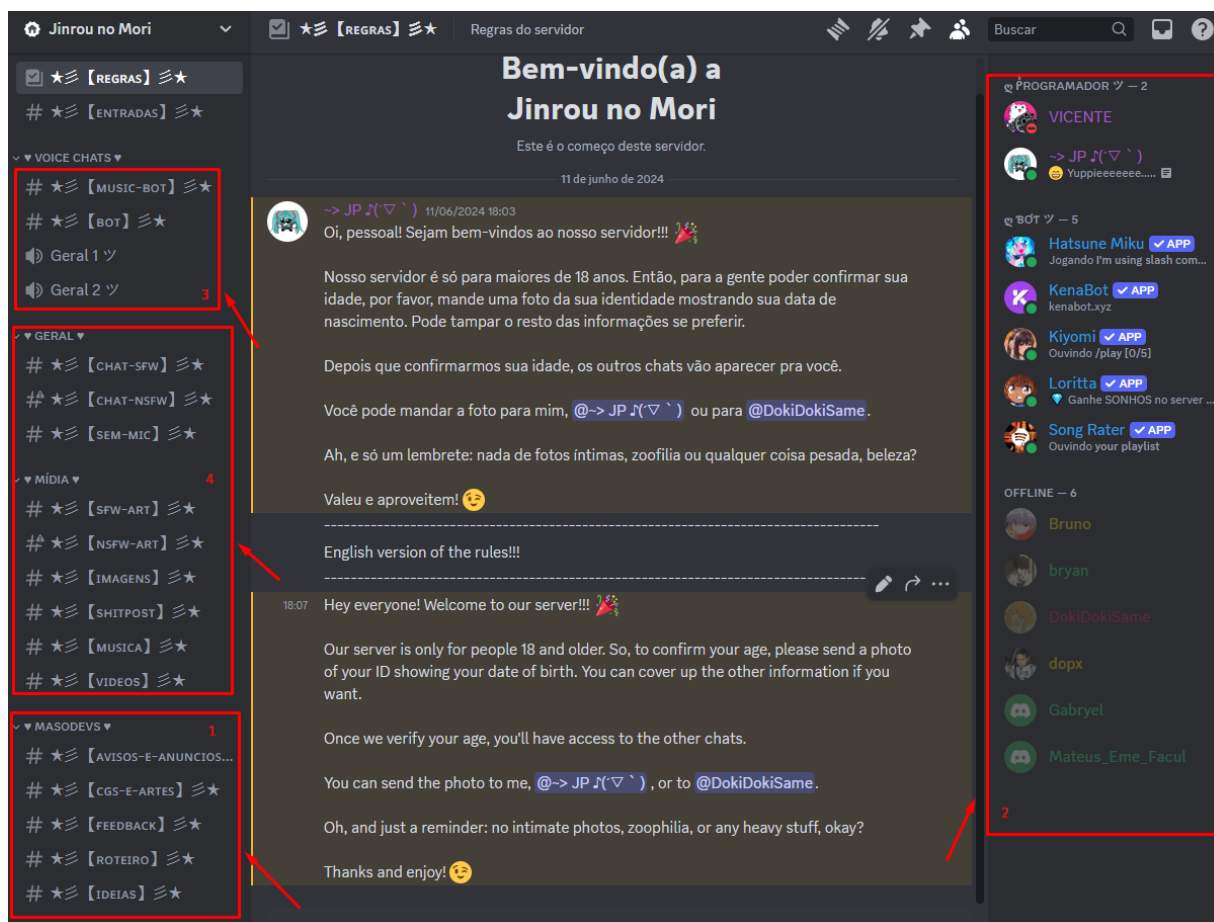 Jinrou no Mori
★彡【REGRAS】彡★
Regras do servidor
Buscar
★彡【REGRAS】彡★
★彡【ENTRADAS】彡★
♥ VOICE CHATS ♥
★彡【MUSIC-BOT】彡★
★彡【BOT】彡★
Geral 1 ツ
Geral 2 ツ
3
♥ GERAL ♥
★彡【CHAT-SFW】彡★
★彡【CHAT-NSFW】彡★
★彡【SEM-MIC】彡★
♥ MÍDIA ♥
4
★彡【SFW-ART】彡★
★彡【NSFW-ART】彡★
★彡【IMAGENS】彡★
★彡【SHITPOST】彡★
★彡【MUSICA】彡★
★彡【VIDEOS】彡★
♥ MASODEVS ♥
1
★彡【AVISOS-E-ANUNCIOS...
★彡【CGS-E-ARTES】彡★
★彡【FEEDBACK】彡★
★彡【ROTEIRO】彡★
★彡【IDEIAS】彡★
Bem-vindo(a) a
Jinrou no Mori
Este é o começo deste servidor.
11 de junho de 2024
~> JP ♪(´▽｀) 11/06/2024 18:03
Oi, pessoal! Sejam bem-vindos ao nosso servidor!!! 🎉
Nosso servidor é só para maiores de 18 anos. Então, para a gente poder confirmar sua
idade, por favor, mande uma foto da sua identidade mostrando sua data de
nascimento. Pode tampar o resto das informações se preferir.
Depois que confirmarmos sua idade, os outros chats vão aparecer pra você.
Você pode mandar a foto para mim, @~> JP ♪(´▽｀) ou para @DokiDokiSame.
Ah, e só um lembrete: nada de fotos íntimas, zoofilia ou qualquer coisa pesada, beleza?
Valeu e aproveitem! 😉
------------------------------------------------------------------------------------
English version of the rules!!!
------------------------------------------------------------------------------------
18:07 Hey everyone! Welcome to our server!!! 🎉
Our server is only for people 18 and older. So, to confirm your age, please send a photo
of your ID showing your date of birth. You can cover up the other information if you
want.
Once we verify your age, you'll have access to the other chats.
You can send the photo to me, @~> JP ♪(´▽｀) , or to @DokiDokiSame.
Oh, and just a reminder: no intimate photos, zoophilia, or any heavy stuff, okay?
Thanks and enjoy! 😉
ღ PROGRAMADOR ツ — 2
VICENTE
~> JP ♪(´▽｀)
😄 Yuppieeeeeee.....
ღ BOT ツ — 5
Hatsune Miku ✓ APP
Jogando I'm using slash com...
KenaBot ✓ APP
kenabot.xyz
Kiyomi ✓ APP
Ouvindo /play [0/5]
Loritta ✓ APP
💎 Ganhe SONHOS no server ...
Song Rater ✓ APP
Ouvindo your playlist
OFFLINE — 6
Bruno
bryan
DokiDokiSame
dopx
Gabryel
Mateus_Eme_Facul
2